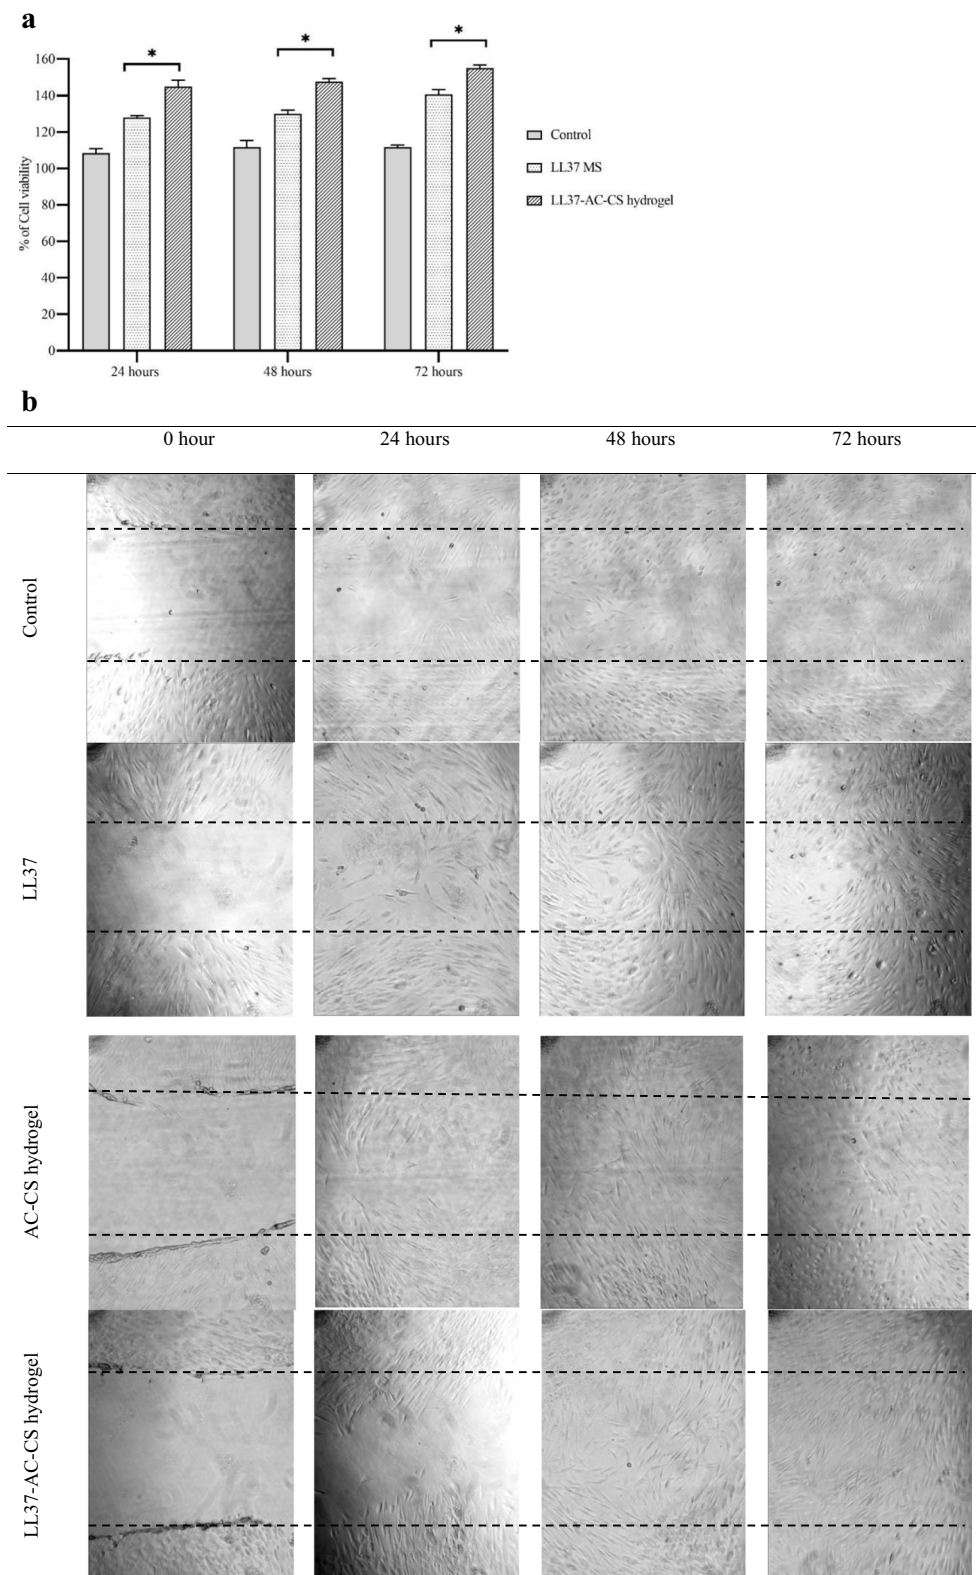 a
*
*
*
160
140
120
100
80
60
40
20
0
% of Cell viability
24 hours
48 hours
72 hours
Control
LL37 MS
LL37-AC-CS hydrogel
b
0 hour
24 hours
48 hours
72 hours
Control
LL37
AC-CS hydrogel
LL37-AC-CS hydrogel